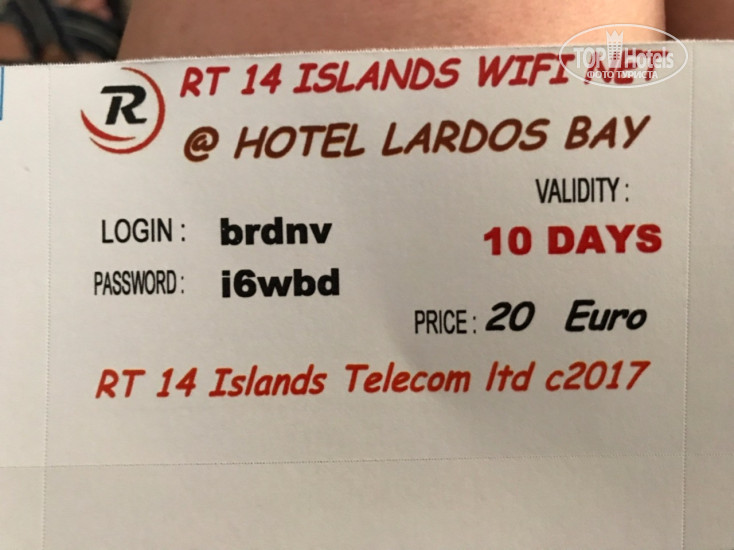 RT 14 ISLANDS WIFI
TOP Hotels
ФОТО ТУРИСТА
R
@ HOTEL LARDOS BAY
VALIDITY :
LOGIN : brdnv
10 DAYS
PASSWORD : i6wbd
PRICE : 20 Euro
RT 14 Islands Telecom ltd c2017